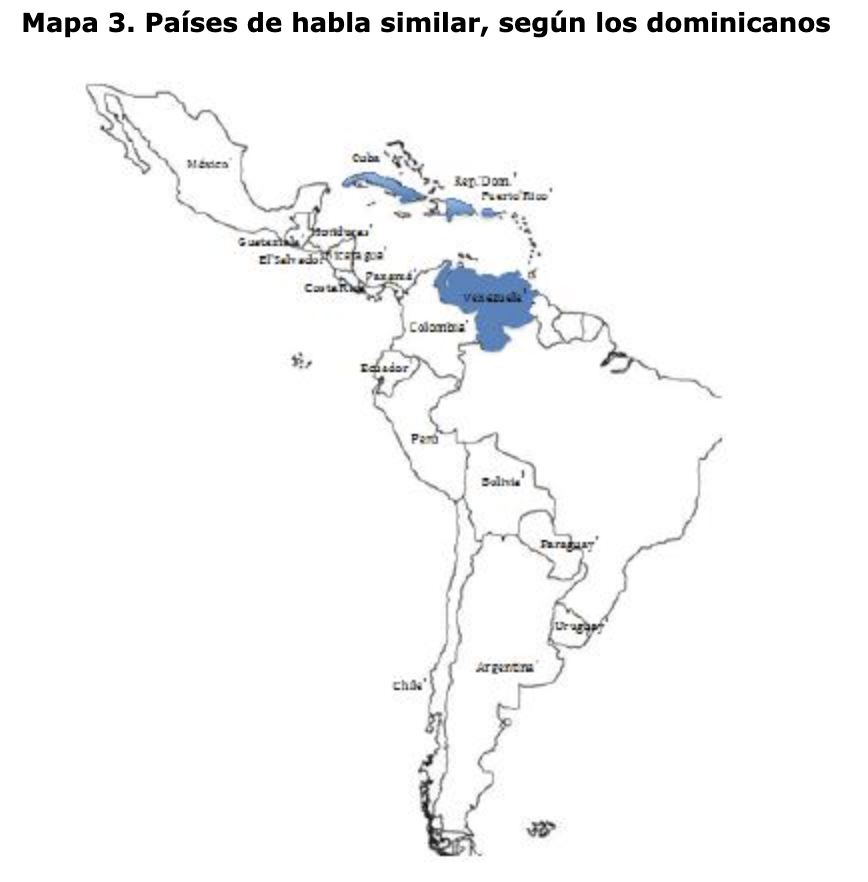 Mapa 3. Países de habla similar, según los dominicanos
Cuba
México
Rep. Dom.
Puerto Rico
Honduras
Guatemala
Nicaragua
El Salvador
Panamá
Costa Rica
Venezuela
Colombia
Ecuador
Perú
Bolivia
Paraguay
Uruguay
Argentina
Chile